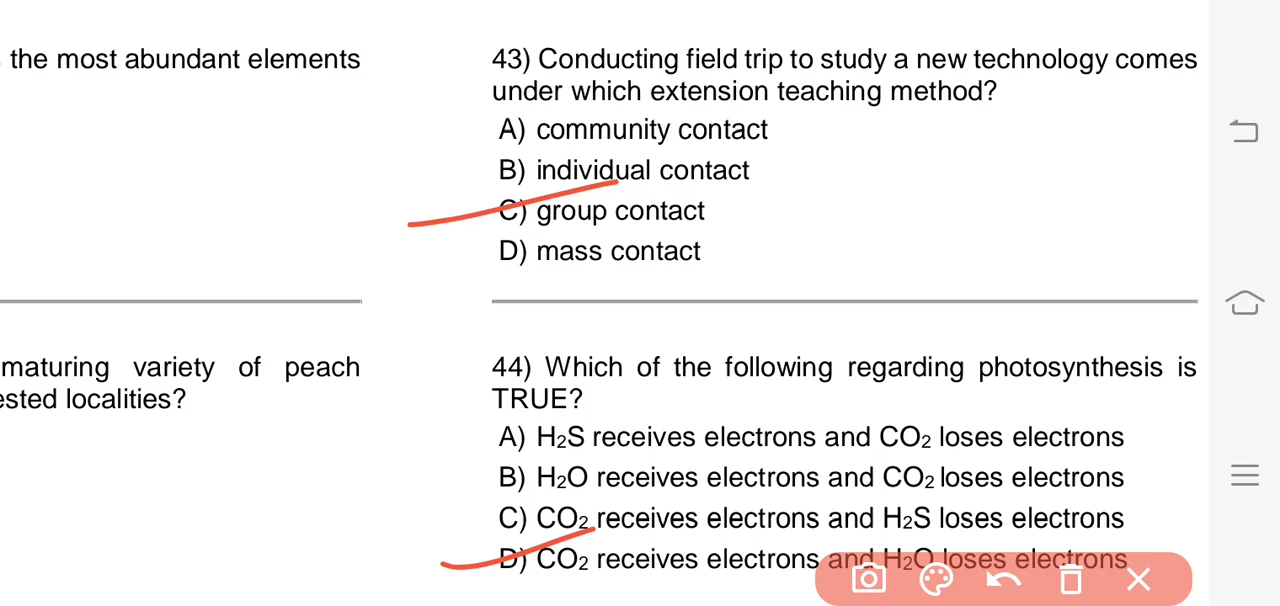 the most abundant elements
maturing variety of peach
ested localities?
43) Conducting field trip to study a new technology comes
under which extension teaching method?
A) community contact
B) individual contact
C) group contact
D) mass contact
44) Which of the following regarding photosynthesis is
TRUE?
A) H₂S receives electrons and CO₂ loses electrons
B) H₂O receives electrons and CO₂ loses electrons
C) CO₂ receives electrons and H₂S loses electrons
D) CO₂ receives electrons and H₂O loses electrons